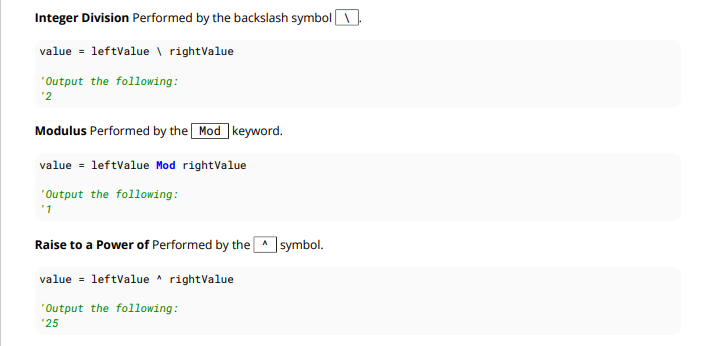 Integer Division Performed by the backslash symbol \.
value = leftValue \ rightValue
'Output the following:
'2
Modulus Performed by the Mod keyword.
value = leftValue Mod rightValue
'Output the following:
'1
Raise to a Power of Performed by the ^ symbol.
value = leftValue ^ rightValue
'Output the following:
'25